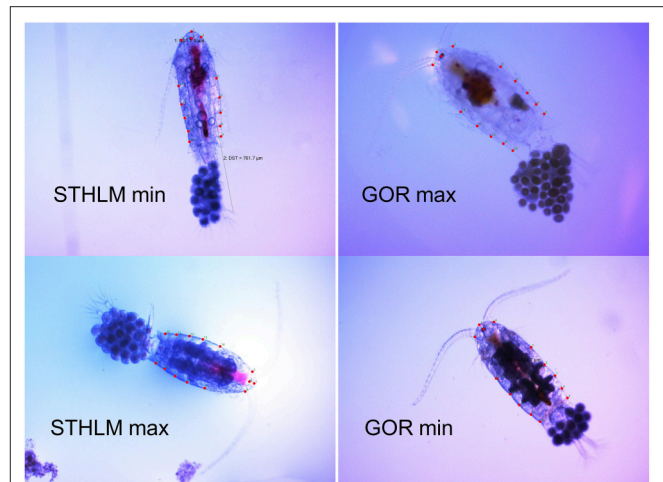 2: DST = 761.7 µm
STHLM min
GOR max
STHLM max
GOR min